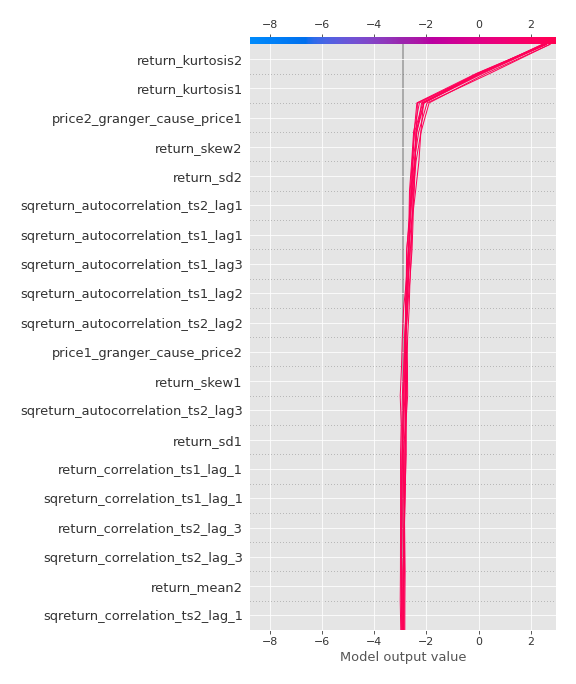 −8 −6 −4 −2 0 2
return_kurtosis2
return_kurtosis1
price2_granger_cause_price1
return_skew2
return_sd2
sqreturn_autocorrelation_ts2_lag1
sqreturn_autocorrelation_ts1_lag1
sqreturn_autocorrelation_ts1_lag3
sqreturn_autocorrelation_ts1_lag2
sqreturn_autocorrelation_ts2_lag2
price1_granger_cause_price2
return_skew1
sqreturn_autocorrelation_ts2_lag3
return_sd1
return_correlation_ts1_lag_1
sqreturn_correlation_ts1_lag_1
return_correlation_ts2_lag_3
sqreturn_correlation_ts2_lag_3
return_mean2
sqreturn_correlation_ts2_lag_1
−8 −6 −4 −2 0 2
Model output value